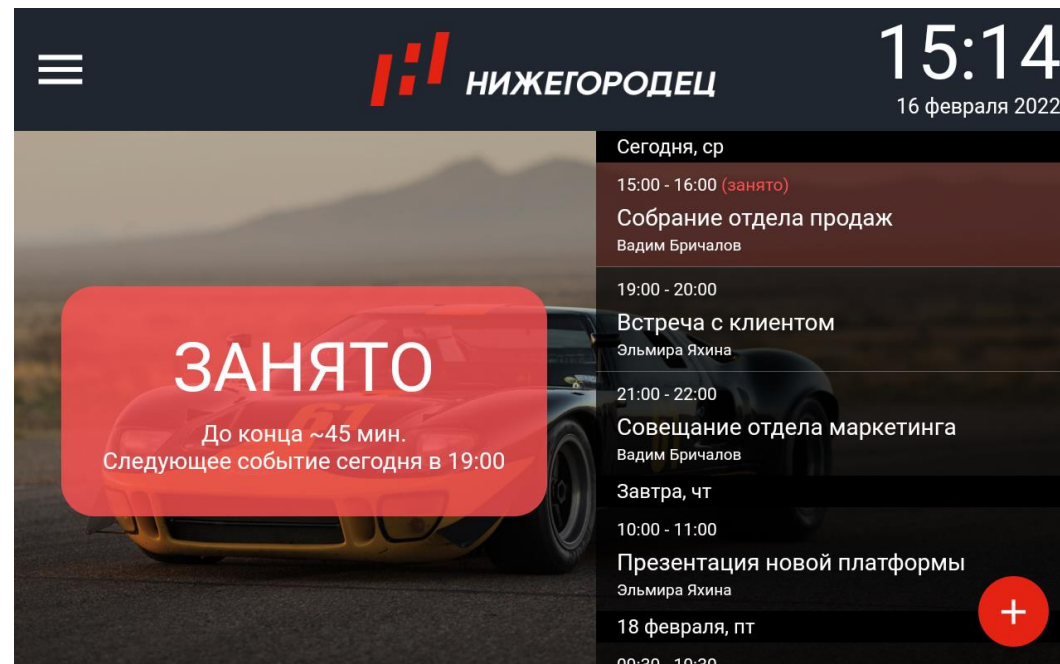 НИЖЕГОРОДЕЦ
15:14
16 февраля 2022
ЗАНЯТО
До конца ~45 мин.
Следующее событие сегодня в 19:00
Сегодня, ср
15:00 - 16:00 (занято)
Собрание отдела продаж
Вадим Бричалов
19:00 - 20:00
Встреча с клиентом
Эльмира Яхина
21:00 - 22:00
Совещание отдела маркетинга
Вадим Бричалов
Завтра, чт
10:00 - 11:00
Презентация новой платформы
Эльмира Яхина
18 февраля, пт